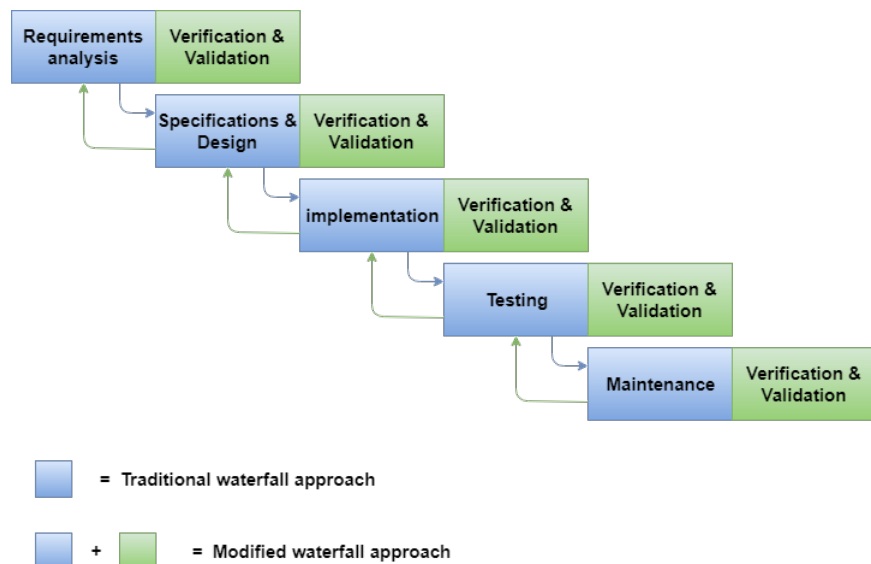 Requirements
analysis
Verification &
Validation
Specifications &
Design
Verification &
Validation
implementation
Verification &
Validation
Testing
Verification &
Validation
Maintenance
Verification &
Validation
= Traditional waterfall approach
+ = Modified waterfall approach